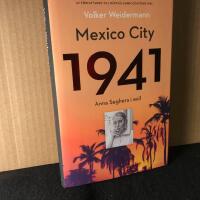 Volker Weidermann
Mexico City
1941
Anna Seghers i exil